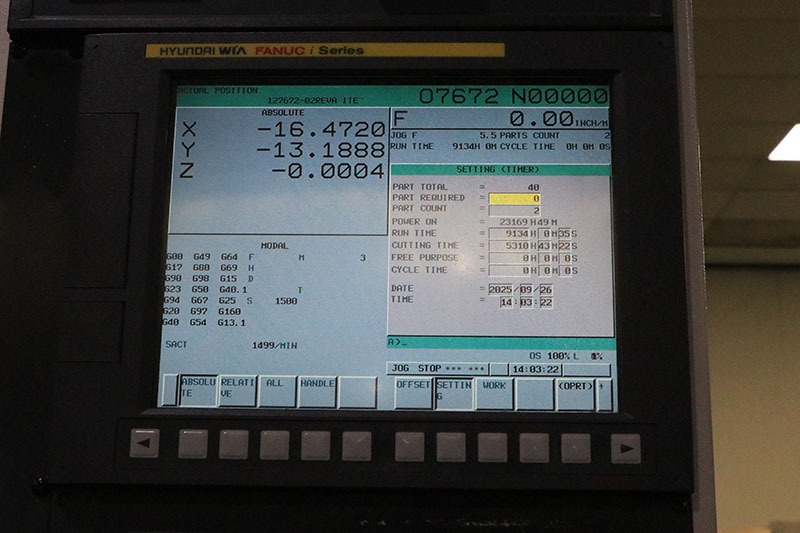 HYUNDAI WIA FANUC i Series
ACTUAL POSITION
127672-02REVA ITE
O7672 N00000
ABSOLUTE
X -16.4720
Y -13.1888
Z -0.0004
F 0.00 INCH/M
JOG F 5.5 PARTS COUNT 2
RUN TIME 9134H 0M CYCLE TIME 0H 0M 0S
SETTING (TIMER)
PART TOTAL = 40
PART REQUIRED = 0
PART COUNT = 2
POWER ON = 23169H49M
RUN TIME = 9134H 0M35S
CUTTING TIME = 5310H43M22S
FREE PURPOSE = 0H 0M 0S
CYCLE TIME = 0H 0M 0S
DATE = 2025/09/26
TIME = 14:03:22
MODAL
G00 G49 G64 F M 3
G17 G80 G69 H
G90 G98 G15 D
G23 G50 G40.1 T
G94 G67 G25 S 1500
G20 G97 G160
G40 G54 G13.1
SACT 1499/MIN
A>_
OS 100% L
JOG STOP *** *** 14:03:22
ABSOLUTE RELATIVE ALL HANDLE
OFFSET SETTING WORK (OPRT) +